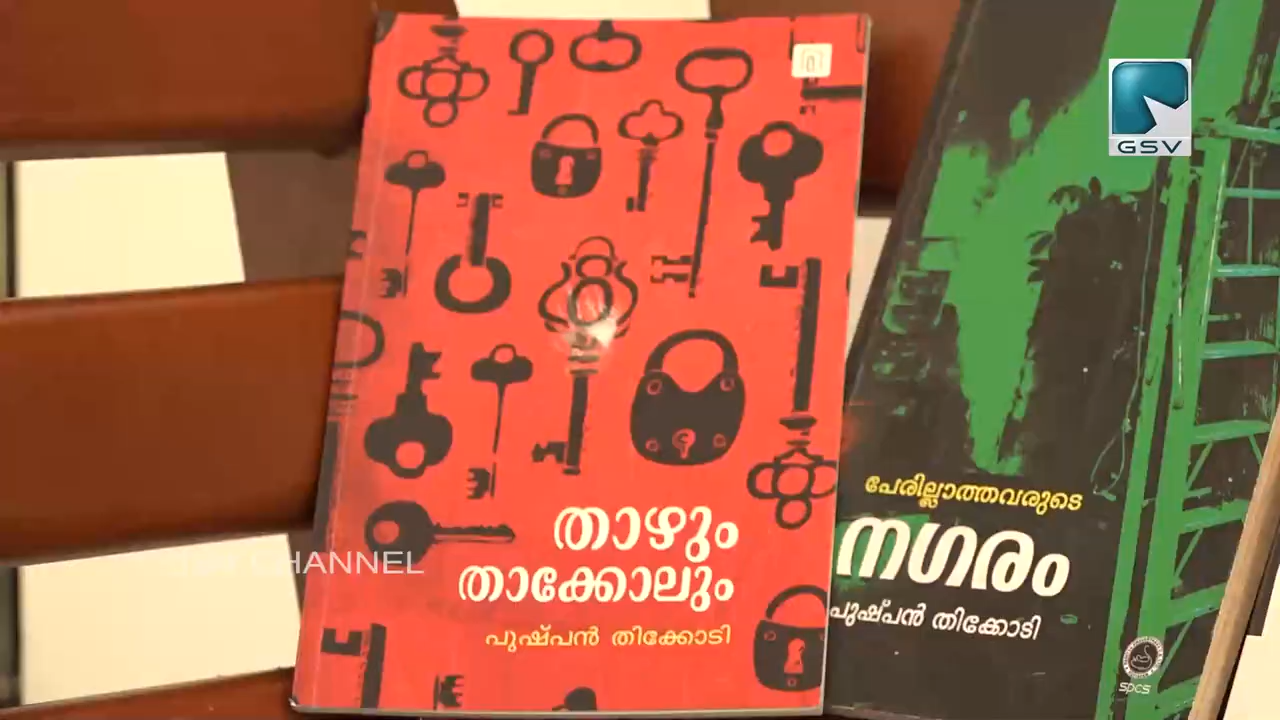 താഴും
താക്കോലും
പുഷ്പൻ തിക്കോടി
പേരില്ലാത്തവരുടെ
നഗരം
പുഷ്പൻ തിക്കോടി
spcs
GSV
CHANNEL